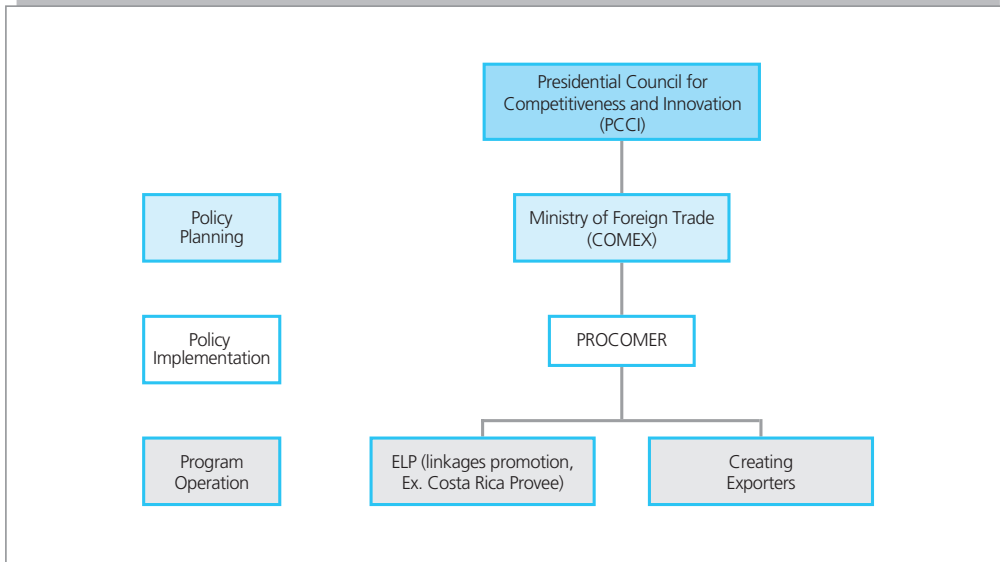 Presidential Council for
Competitiveness and Innovation
(PCCI)
Policy
Planning
Ministry of Foreign Trade
(COMEX)
Policy
Implementation
PROCOMER
Program
Operation
ELP (linkages promotion,
Ex. Costa Rica Provee)
Creating
Exporters